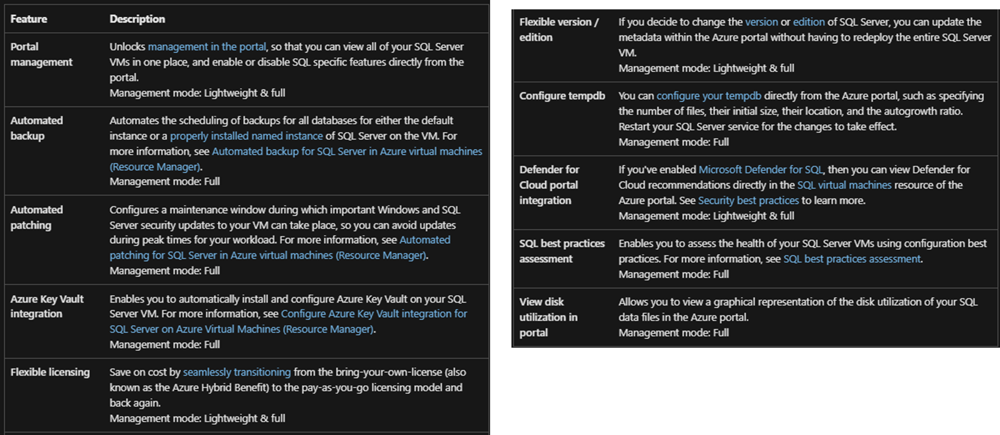 Feature Description
Portal
management
Unlocks management in the portal, so that you can view all of your SQL Server
VMs in one place, and enable or disable SQL specific features directly from the
portal.
Management mode: Lightweight & full
Automated
backup
Automates the scheduling of backups for all databases for either the default
instance or a properly installed named instance of SQL Server on the VM. For
more information, see Automated backup for SQL Server in Azure virtual machines
(Resource Manager).
Management mode: Full
Automated
patching
Configures a maintenance window during which important Windows and SQL
Server security updates to your VM can take place, so you can avoid updates
during peak times for your workload. For more information, see Automated
patching for SQL Server in Azure virtual machines (Resource Manager).
Management mode: Full
Azure Key Vault
integration
Enables you to automatically install and configure Azure Key Vault on your SQL
Server VM. For more information, see Configure Azure Key Vault integration for
SQL Server on Azure Virtual Machines (Resource Manager).
Management mode: Full
Flexible licensing
Save on cost by seamlessly transitioning from the bring-your-own-license (also
known as the Azure Hybrid Benefit) to the pay-as-you-go licensing model and
back again.
Management mode: Lightweight & full
Flexible version /
edition
If you decide to change the version or edition of SQL Server, you can update the
metadata within the Azure portal without having to redeploy the entire SQL Server
VM.
Management mode: Lightweight & full
Configure tempdb
You can configure your tempdb directly from the Azure portal, such as specifying
the number of files, their initial size, their location, and the autogrowth ratio.
Restart your SQL Server service for the changes to take effect.
Management mode: Full
Defender for
Cloud portal
integration
If you've enabled Microsoft Defender for SQL, then you can view Defender for
Cloud recommendations directly in the SQL virtual machines resource of the
Azure portal. See Security best practices to learn more.
Management mode: Lightweight & full
SQL best practices
assessment
Enables you to assess the health of your SQL Server VMs using configuration best
practices. For more information, see SQL best practices assessment.
Management mode: Full
View disk
utilization in
portal
Allows you to view a graphical representation of the disk utilization of your SQL
data files in the Azure portal.
Management mode: Full